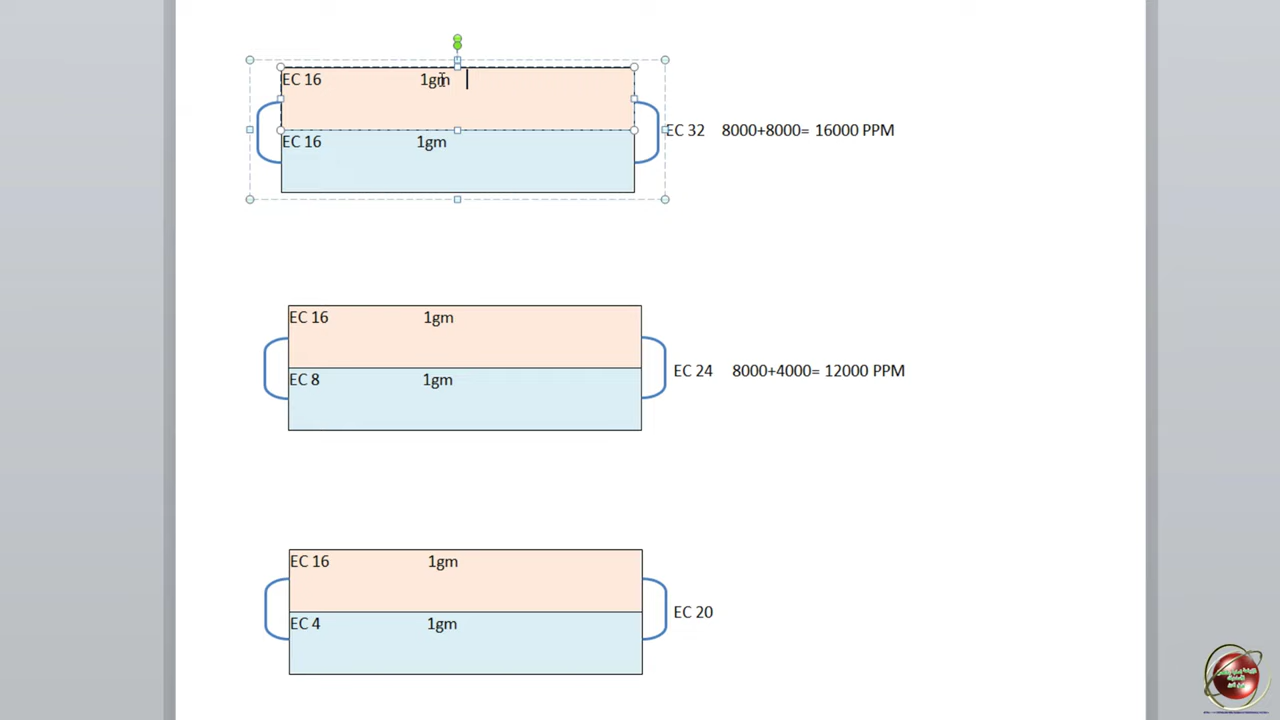 EC 16 1gm
EC 16 1gm
EC 32 8000+8000= 16000 PPM
EC 16 1gm
EC 8 1gm
EC 24 8000+4000= 12000 PPM
EC 16 1gm
EC 4 1gm
EC 20